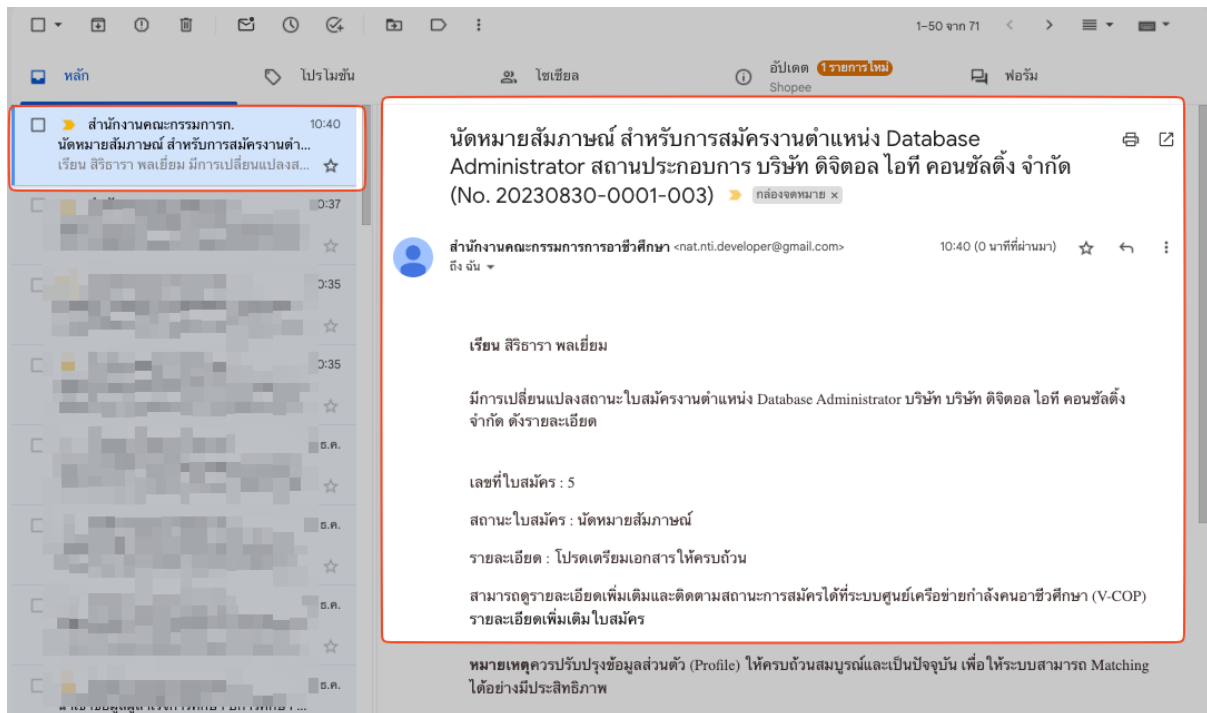 1–50 จาก 71
หลัก
โปรโมชัน
โซเชียล
อัปเดต 1 รายการใหม่
Shopee
ฟอรัม
สำนักงานคณะกรรมการก. 10:40
นัดหมายสัมภาษณ์ สำหรับการสมัครงานตำ...
เรียน สิริธารา พลเยี่ยม มีการเปลี่ยนแปลงส...
0:37
0:35
0:35
ธ.ค.
ธ.ค.
ธ.ค.
ธ.ค.
นัดหมายสัมภาษณ์ สำหรับการสมัครงานตำแหน่ง Database
Administrator สถานประกอบการ บริษัท ดิจิตอล ไอที คอนซัลติ้ง จำกัด
(No. 20230830-0001-003) กล่องจดหมาย ×
สำนักงานคณะกรรมการการอาชีวศึกษา <nat.nti.developer@gmail.com> 10:40 (0 นาทีที่ผ่านมา)
ถึง ฉัน
เรียน สิริธารา พลเยี่ยม
มีการเปลี่ยนแปลงสถานะใบสมัครงานตำแหน่ง Database Administrator บริษัท บริษัท ดิจิตอล ไอที คอนซัลติ้ง
จำกัด ดังรายละเอียด
เลขที่ใบสมัคร : 5
สถานะใบสมัคร : นัดหมายสัมภาษณ์
รายละเอียด : โปรดเตรียมเอกสารให้ครบถ้วน
สามารถดูรายละเอียดเพิ่มเติมและติดตามสถานะการสมัครได้ที่ระบบศูนย์เครือข่ายกำลังคนอาชีวศึกษา (V-COP)
รายละเอียดเพิ่มเติมใบสมัคร
หมายเหตุควรปรับปรุงข้อมูลส่วนตัว (Profile) ให้ครบถ้วนสมบูรณ์และเป็นปัจจุบัน เพื่อให้ระบบสามารถ Matching
ได้อย่างมีประสิทธิภาพ